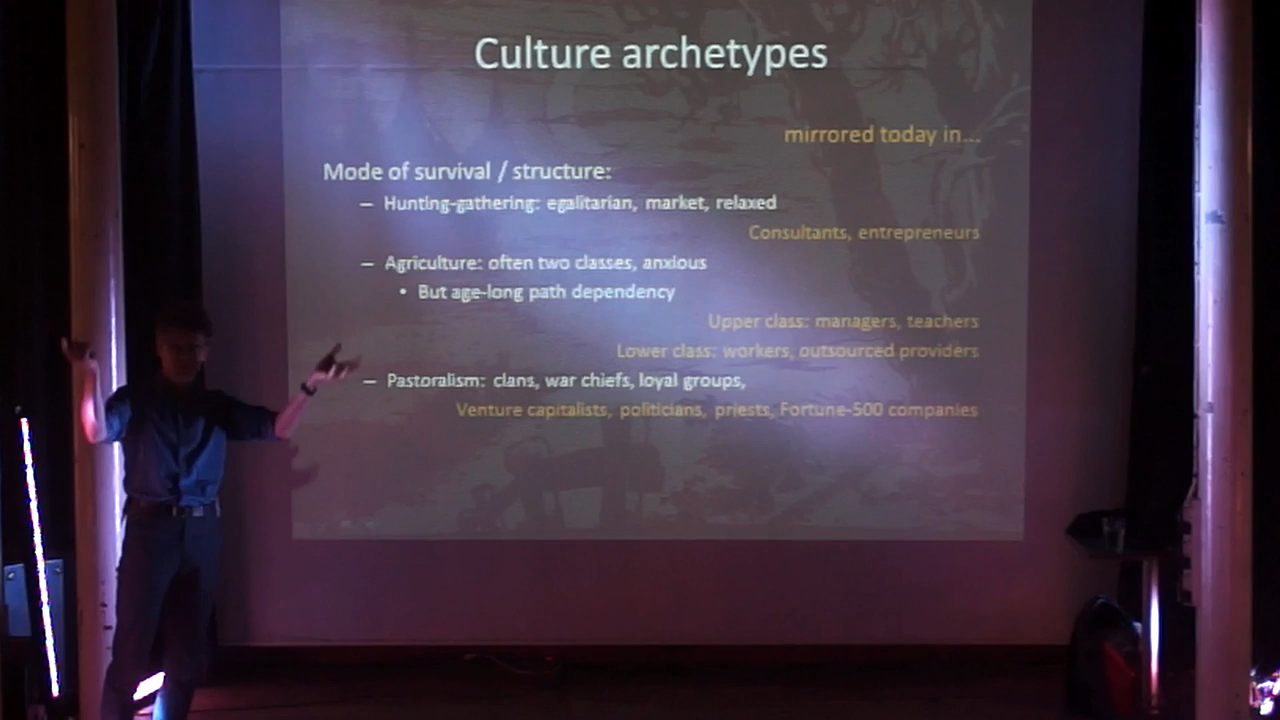 Culture archetypes
mirrored today in...
Mode of survival / structure:
– Hunting-gathering: egalitarian, market, relaxed
Consultants, entrepreneurs
– Agriculture: often two classes, anxious
• But age-long path dependency
Upper class: managers, teachers
Lower class: workers, outsourced providers
– Pastoralism: clans, war chiefs, loyal groups,
Venture capitalists, politicians, priests, Fortune-500 companies